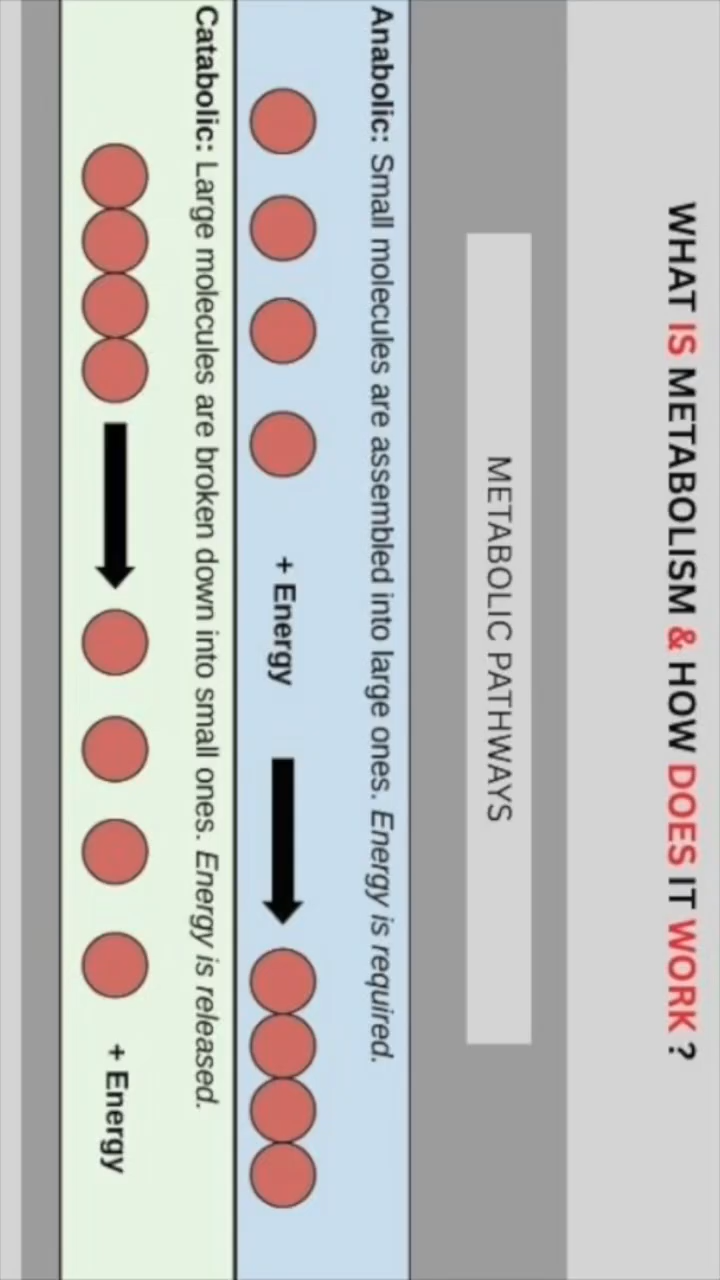 WHAT IS METABOLISM & HOW DOES IT WORK ?
METABOLIC PATHWAYS
Anabolic: Small molecules are assembled into large ones. Energy is required.
+ Energy
Catabolic: Large molecules are broken down into small ones. Energy is released.
+ Energy